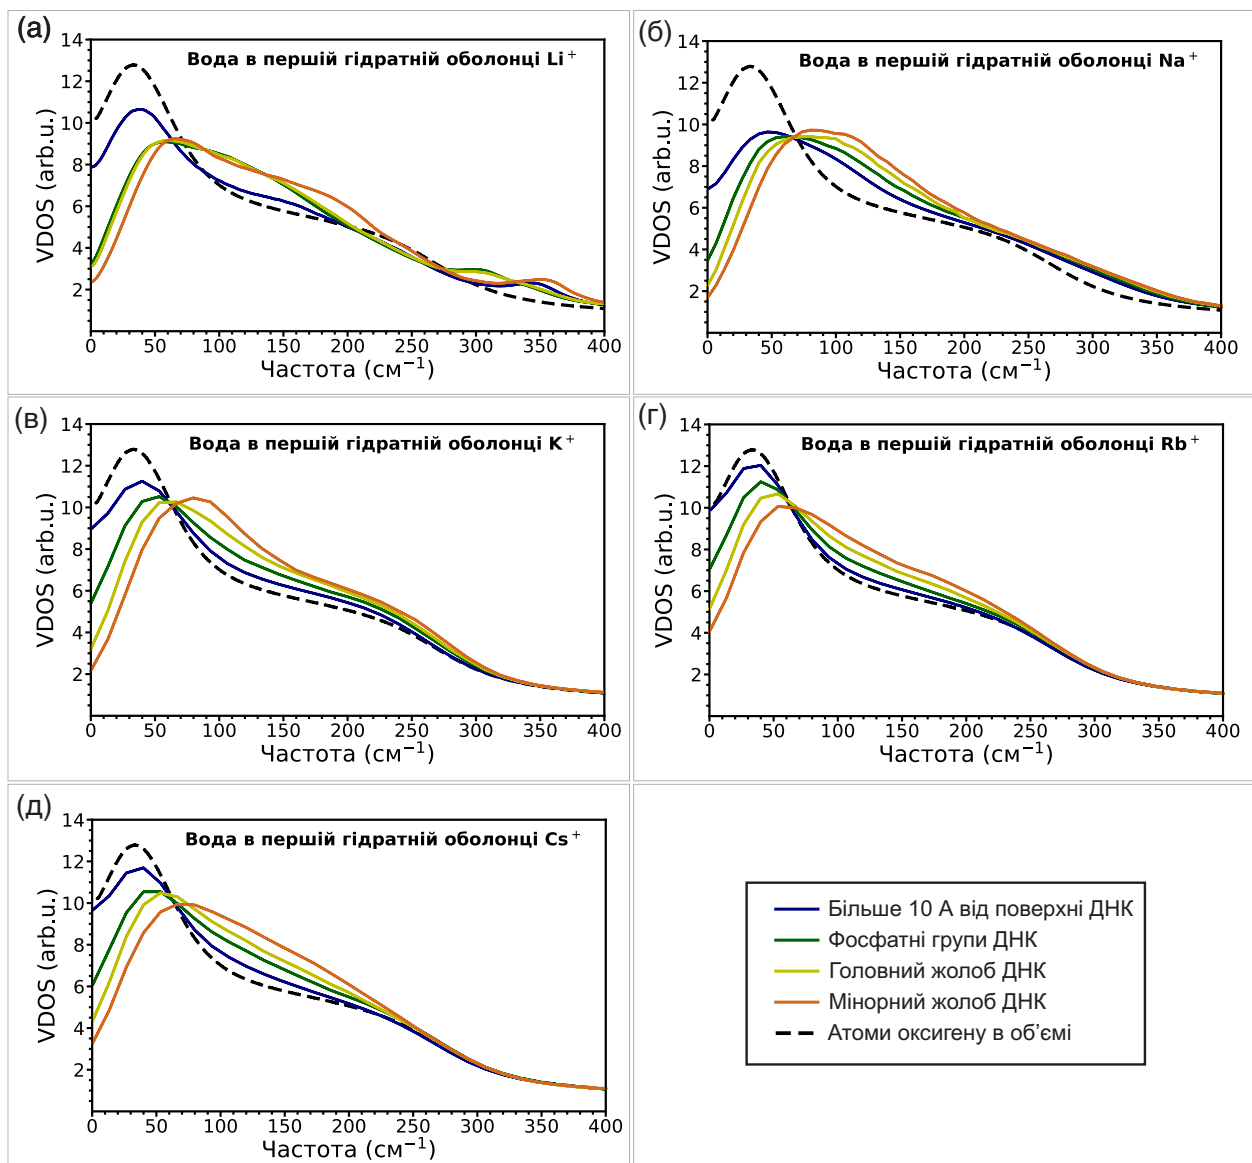 (а)
Вода в першій гідратній оболонці Li⁺
VDOS (arb.u.)
14
12
10
8
6
4
2
0 50 100 150 200 250 300 350 400
Частота (см⁻¹)
(б)
Вода в першій гідратній оболонці Na⁺
VDOS (arb.u.)
14
12
10
8
6
4
2
0 50 100 150 200 250 300 350 400
Частота (см⁻¹)
(в)
Вода в першій гідратній оболонці K⁺
VDOS (arb.u.)
14
12
10
8
6
4
2
0 50 100 150 200 250 300 350 400
Частота (см⁻¹)
(г)
Вода в першій гідратній оболонці Rb⁺
VDOS (arb.u.)
14
12
10
8
6
4
2
0 50 100 150 200 250 300 350 400
Частота (см⁻¹)
(д)
Вода в першій гідратній оболонці Cs⁺
VDOS (arb.u.)
14
12
10
8
6
4
2
0 50 100 150 200 250 300 350 400
Частота (см⁻¹)
Більше 10 А від поверхні ДНК
Фосфатні групи ДНК
Головний жолоб ДНК
Мінорний жолоб ДНК
Атоми оксигену в об’ємі